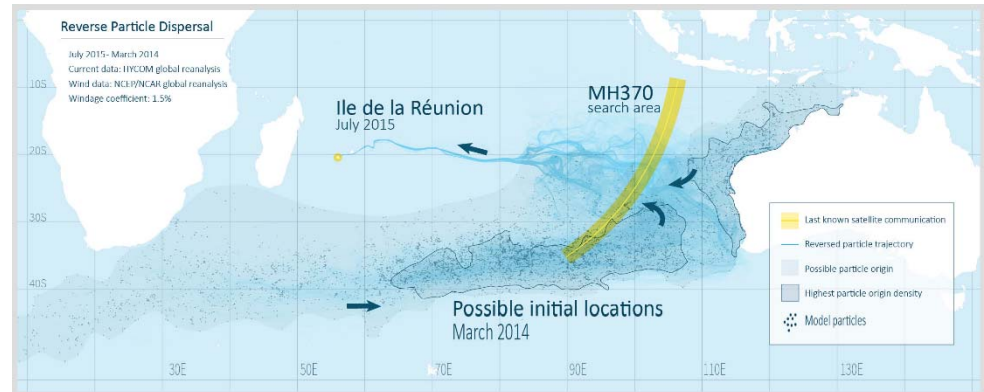 Reverse Particle Dispersal
July 2015- March 2014
Current data: HYCOM global reanalysis
Wind data: NCEP/NCAR global reanalysis
Windage coefficient: 1.5%
Ile de la Réunion
July 2015
MH370
search area
10S
20S
30S
40S
Last known satellite communication
Reversed particle trajectory
Possible particle origin
Highest particle origin density
Model particles
Possible initial locations
March 2014
30E
50E
70E
90E
110E
130E